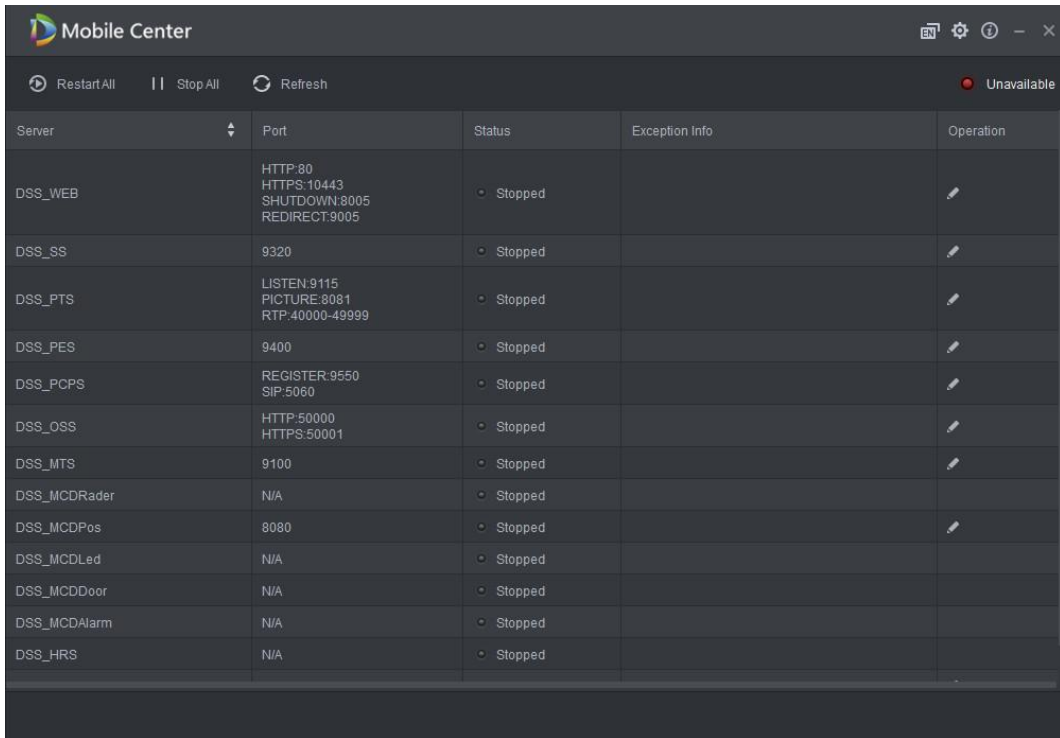 Mobile Center
EN
Restart All Stop All Refresh Unavailable
Server Port Status Exception Info Operation
DSS_WEB HTTP:80 Stopped
HTTPS:10443
SHUTDOWN:8005
REDIRECT:9005
DSS_SS 9320 Stopped
DSS_PTS LISTEN:9115 Stopped
PICTURE:8081
RTP:40000-49999
DSS_PES 9400 Stopped
DSS_PCPS REGISTER:9550 Stopped
SIP:5060
DSS_OSS HTTP:50000 Stopped
HTTPS:50001
DSS_MTS 9100 Stopped
DSS_MCDRader N/A Stopped
DSS_MCDPos 8080 Stopped
DSS_MCDLed N/A Stopped
DSS_MCDDoor N/A Stopped
DSS_MCDAlarm N/A Stopped
DSS_HRS N/A Stopped